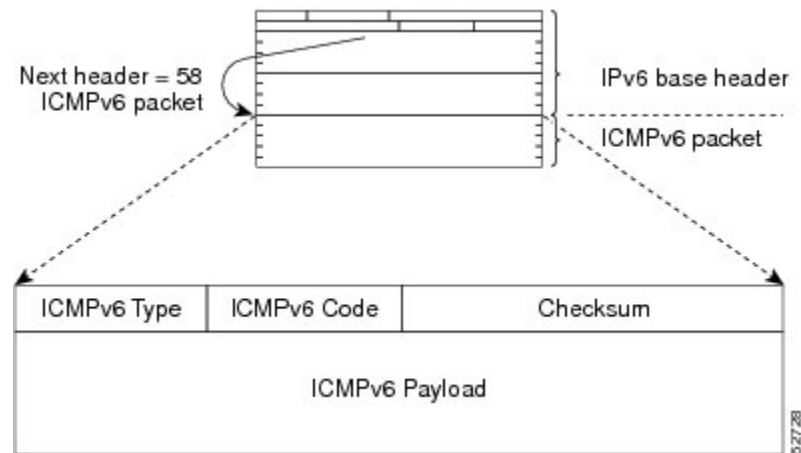 Next header = 58
ICMPv6 packet
IPv6 base header
ICMPv6 packet
ICMPv6 Type
ICMPv6 Code
Checksum
ICMPv6 Payload
52728